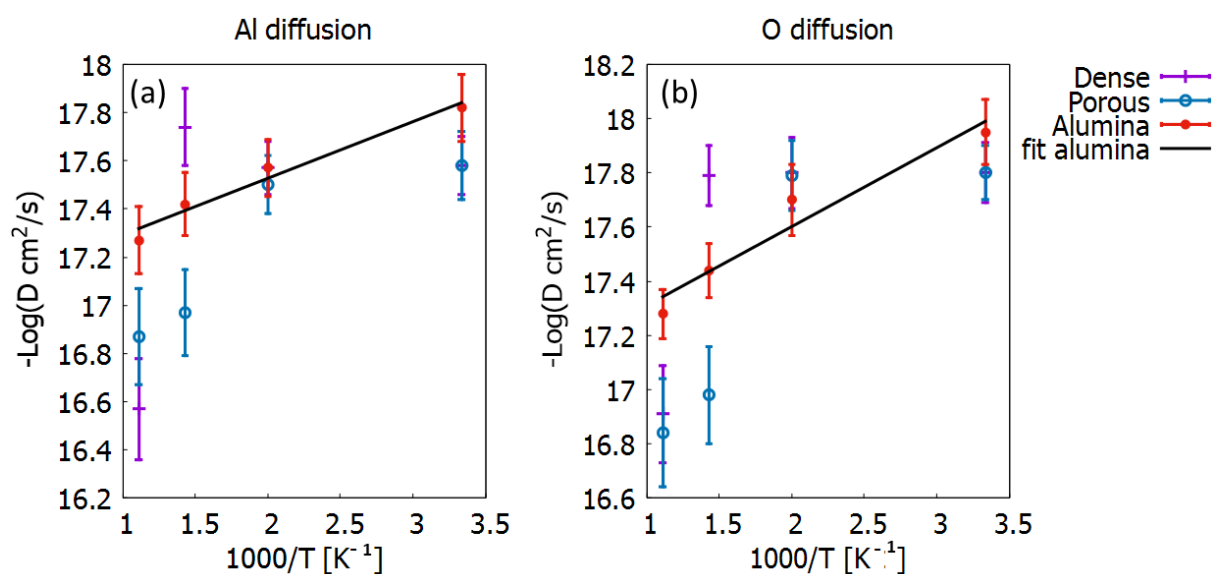 Al diffusion
(a)
-Log(D cm²/s)
18
17.8
17.6
17.4
17.2
17
16.8
16.6
16.4
16.2
1 1.5 2 2.5 3 3.5
1000/T [K⁻¹]
O diffusion
(b)
-Log(D cm²/s)
18.2
18
17.8
17.6
17.4
17.2
17
16.8
16.6
1 1.5 2 2.5 3 3.5
1000/T [K⁻¹]
Dense
Porous
Alumina
fit alumina